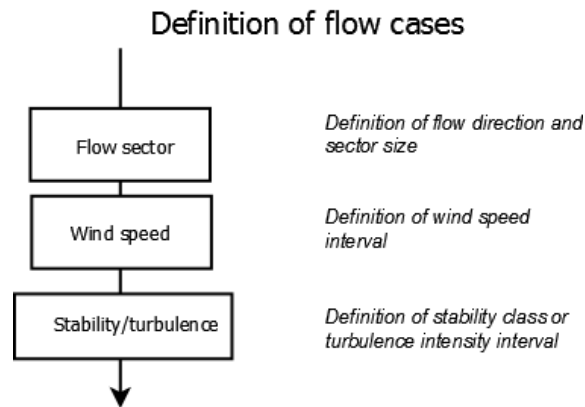 Definition of flow cases
Flow sector
Definition of flow direction and
sector size
Wind speed
Definition of wind speed
interval
Stability/turbulence
Definition of stability class or
turbulence intensity interval